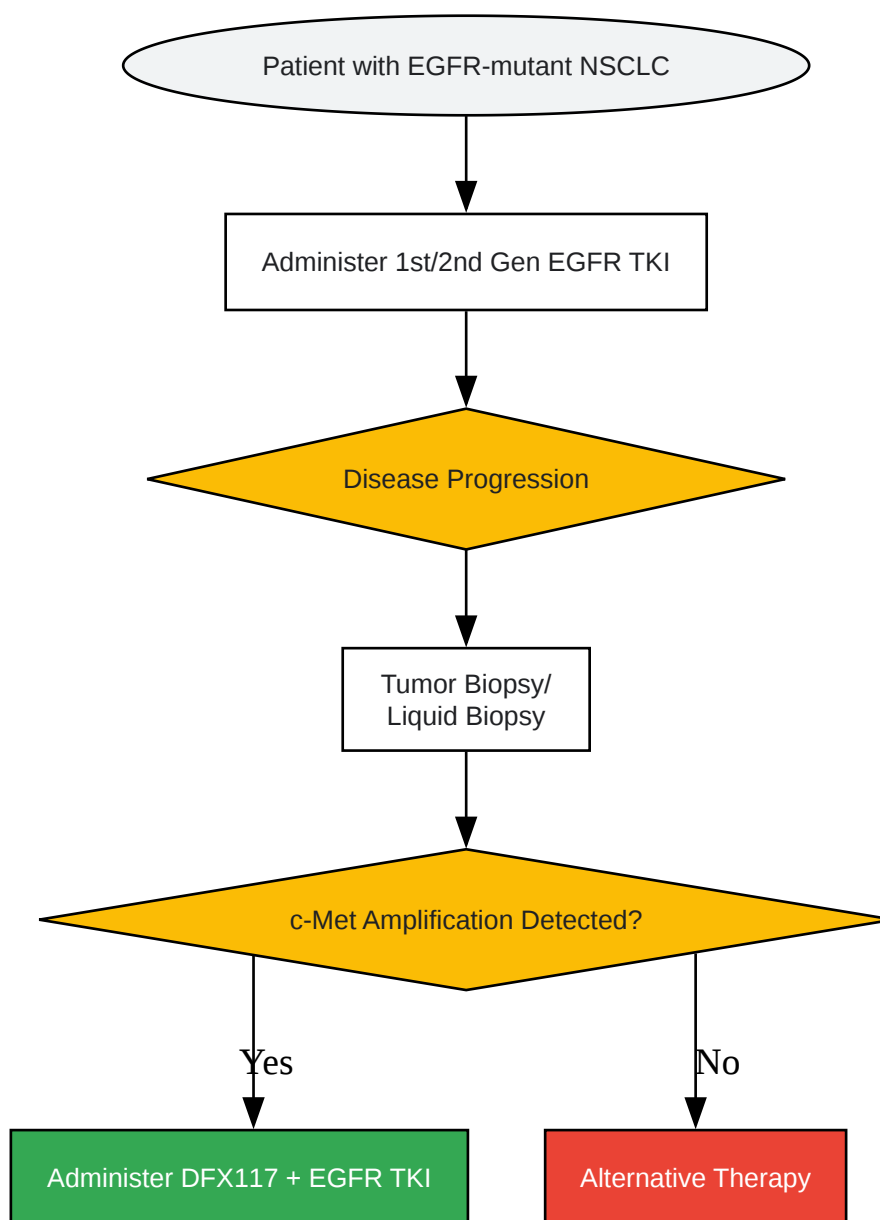 Patient with EGFR-mutant NSCLC
Administer 1st/2nd Gen EGFR TKI
Disease Progression
Tumor Biopsy/
Liquid Biopsy
c-Met Amplification Detected?
Yes
No
Administer DFX117 + EGFR TKI
Alternative Therapy